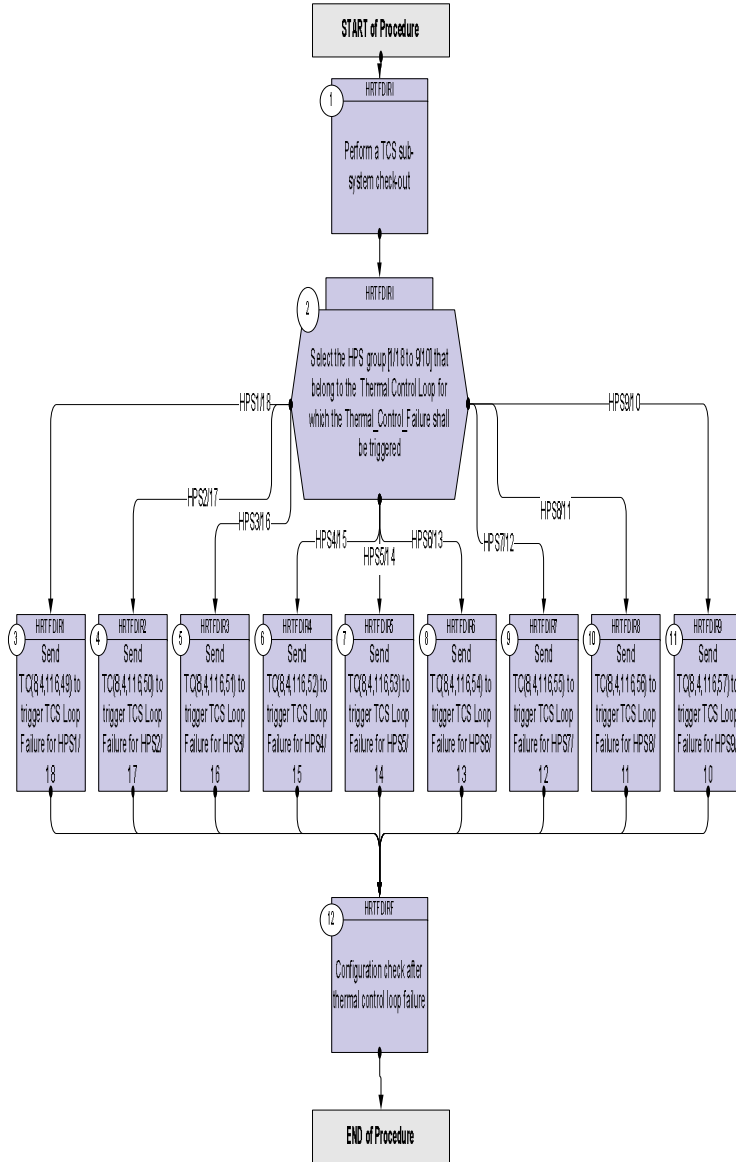 START of Procedure
HRTFDIRI
1
Perform a TCS sub-
system check-out
HRTFDIRI
2
Select the HPS group [1/18 to 9/10] that
belong to the Thermal Control Loop for
which the Thermal_Control_Failure shall
be triggered
HPS1/18
HPS2/17
HPS3/16
HPS4/15
HPS5/14
HPS6/13
HPS7/12
HPS8/11
HPS9/10
3
HRTFDIR1
Send
TC(8,4,116,49) to
trigger TCS Loop
Failure for HPS1/
18
4
HRTFDIR2
Send
TC(8,4,116,50) to
trigger TCS Loop
Failure for HPS2/
17
5
HRTFDIR3
Send
TC(8,4,116,51) to
trigger TCS Loop
Failure for HPS3/
16
6
HRTFDIR4
Send
TC(8,4,116,52) to
trigger TCS Loop
Failure for HPS4/
15
7
HRTFDIR5
Send
TC(8,4,116,53) to
trigger TCS Loop
Failure for HPS5/
14
8
HRTFDIR6
Send
TC(8,4,116,54) to
trigger TCS Loop
Failure for HPS6/
13
9
HRTFDIR7
Send
TC(8,4,116,55) to
trigger TCS Loop
Failure for HPS7/
12
10
HRTFDIR8
Send
TC(8,4,116,56) to
trigger TCS Loop
Failure for HPS8/
11
11
HRTFDIR9
Send
TC(8,4,116,57) to
trigger TCS Loop
Failure for HPS9/
10
HRTFDIRF
12
Configuration check after
thermal control loop failure
END of Procedure